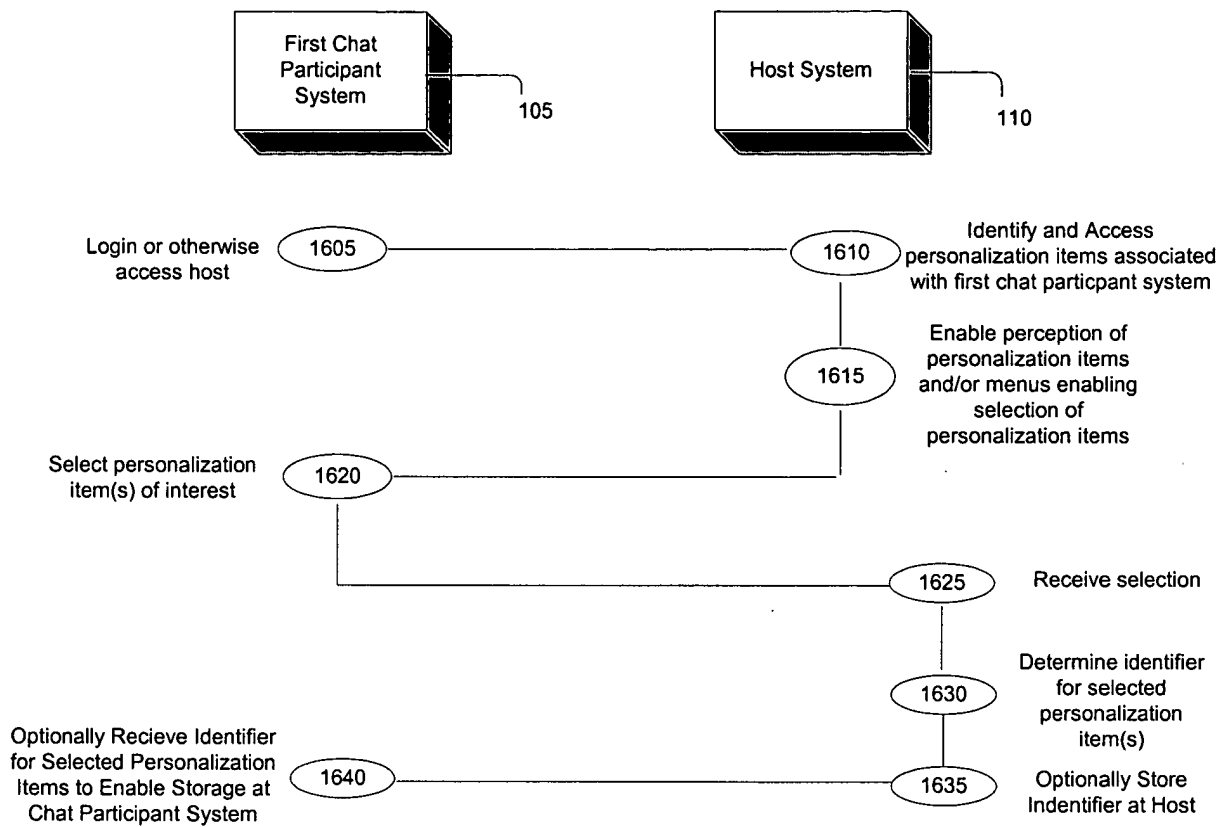 First Chat
Participant
System
105
Host System
110
Login or otherwise
access host
1605
1610
Identify and Access
personalization items associated
with first chat particpant system
1615
Enable perception of
personalization items
and/or menus enabling
selection of
personalization items
Select personalization
item(s) of interest
1620
1625
Receive selection
1630
Determine identifier
for selected
personalization
item(s)
Optionally Recieve Identifier
for Selected Personalization
Items to Enable Storage at
Chat Participant System
1640
1635
Optionally Store
Indentifier at Host